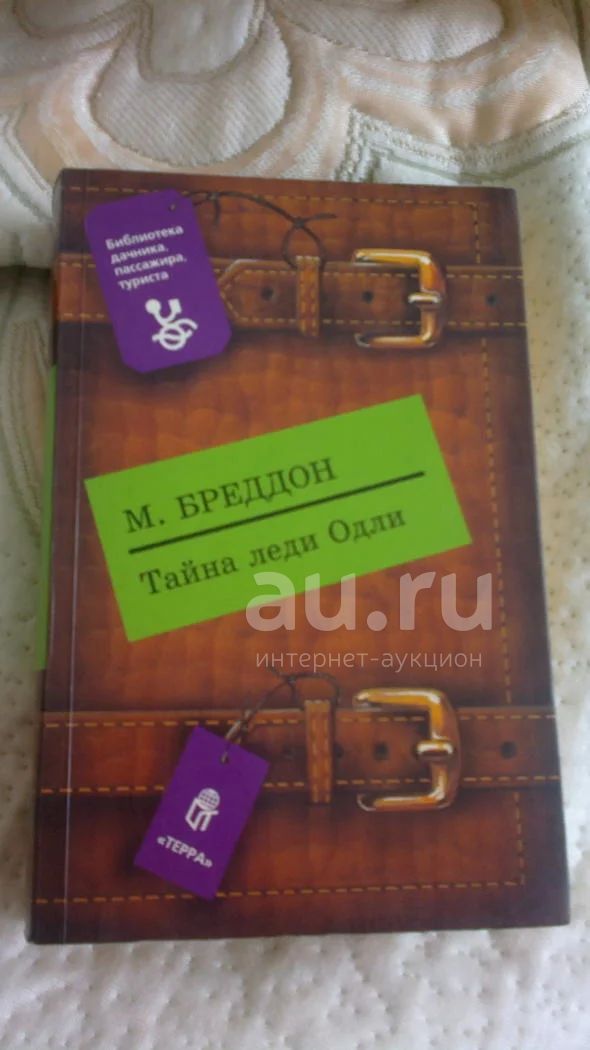 Библиотека
дачника,
пассажира,
туриста
М. БРЕДДОН
Тайна леди Одли
au.ru
интернет-аукцион
«ТЕРРА»